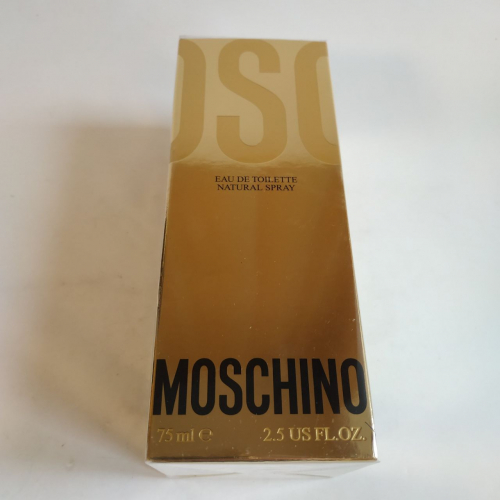 OSC
EAU DE TOILETTE
NATURAL SPRAY
MOSCHINO
75 ml ℮ 2.5 US FL.OZ.